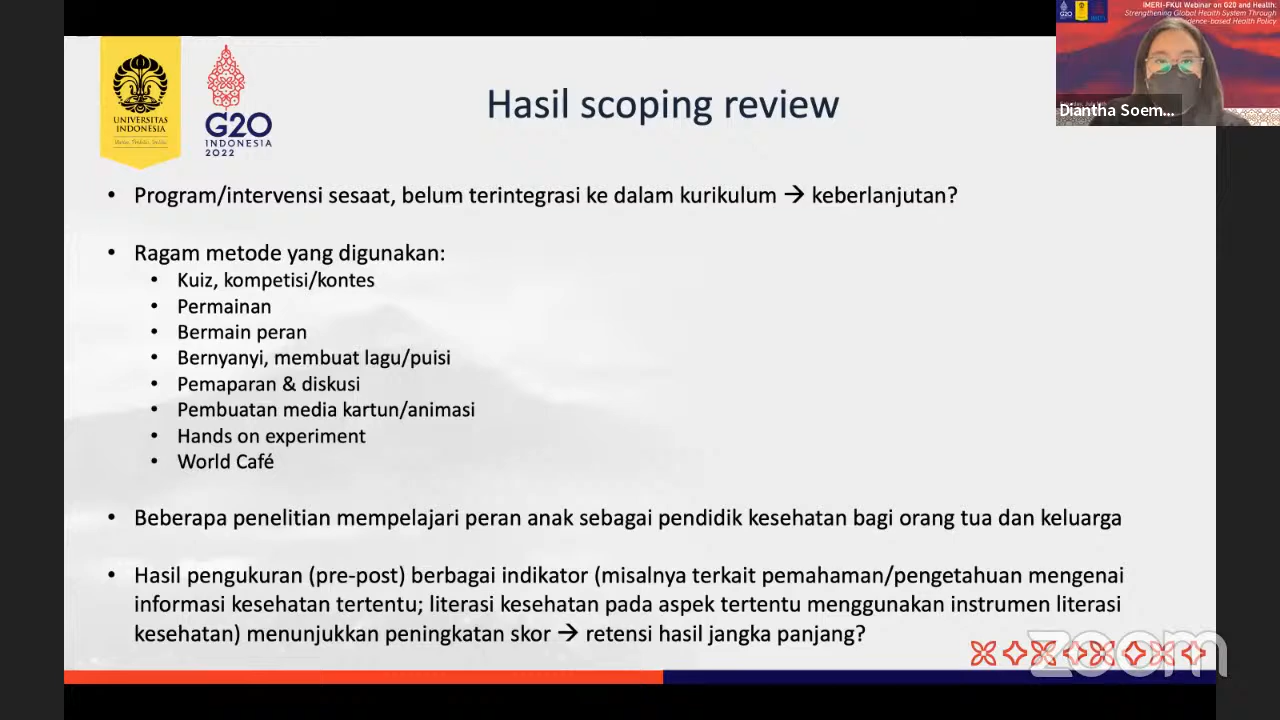 IMERI-FKUI Webinar on G20 and Health:
Strengthening Global Health System Through
Evidence-based Health Policy
Diantha Soem...
UNIVERSITAS
INDONESIA
G20
INDONESIA
2022
Hasil scoping review
• Program/intervensi sesaat, belum terintegrasi ke dalam kurikulum → keberlanjutan?
• Ragam metode yang digunakan:
• Kuiz, kompetisi/kontes
• Permainan
• Bermain peran
• Bernyanyi, membuat lagu/puisi
• Pemaparan & diskusi
• Pembuatan media kartun/animasi
• Hands on experiment
• World Café
• Beberapa penelitian mempelajari peran anak sebagai pendidik kesehatan bagi orang tua dan keluarga
• Hasil pengukuran (pre-post) berbagai indikator (misalnya terkait pemahaman/pengetahuan mengenai
informasi kesehatan tertentu; literasi kesehatan pada aspek tertentu menggunakan instrumen literasi
kesehatan) menunjukkan peningkatan skor → retensi hasil jangka panjang?
zoom